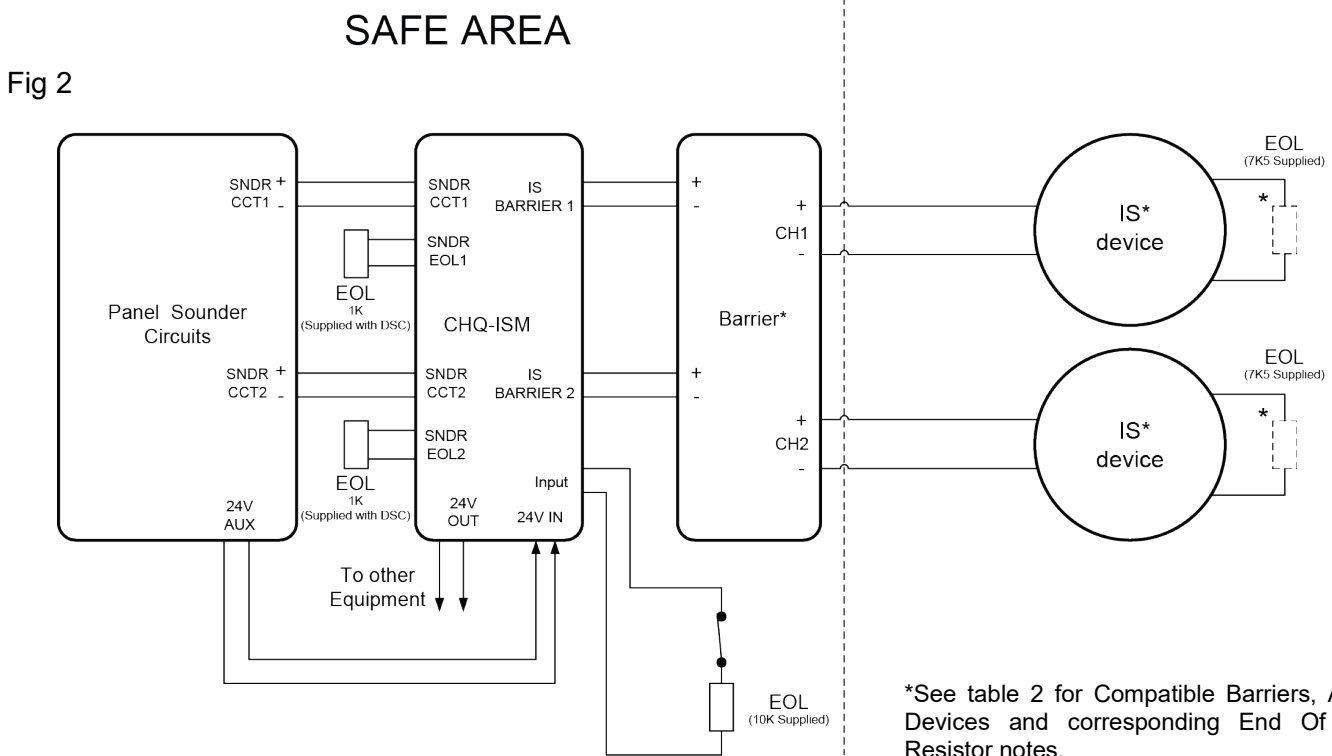 SAFE AREA
Fig 2
Panel Sounder
Circuits
SNDR +
CCT1 -
SNDR +
CCT2 -
24V
AUX
EOL
1K
(Supplied with DSC)
EOL
1K
(Supplied with DSC)
SNDR
CCT1
SNDR
EOL1
IS
BARRIER 1
CHQ-ISM
SNDR
CCT2
SNDR
EOL2
IS
BARRIER 2
Input
24V
OUT
24V IN
To other
Equipment
EOL
(10K Supplied)
+
-
Barrier*
+
-
+
CH1
-
+
CH2
-
IS*
device
EOL
(7K5 Supplied)
*
IS*
device
EOL
(7K5 Supplied)
*
*See table 2 for Compatible Barriers, A
Devices and corresponding End Of
Resistor notes.